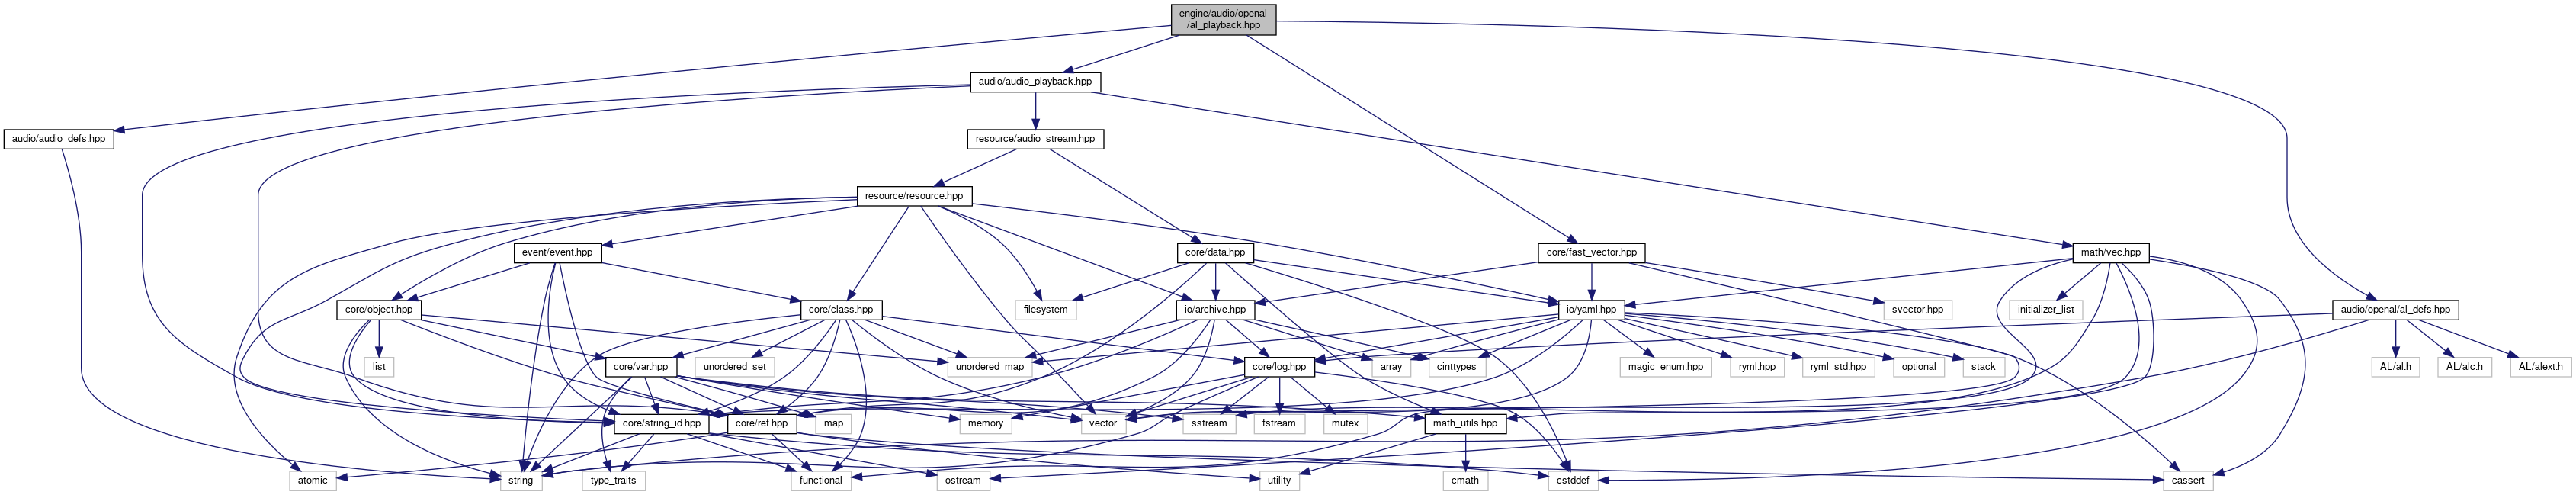 engine/audio/openal
/al_playback.hpp
audio/audio_playback.hpp
audio/audio_defs.hpp
resource/audio_stream.hpp
resource/resource.hpp
event/event.hpp
core/data.hpp
core/fast_vector.hpp
math/vec.hpp
core/object.hpp
core/class.hpp
filesystem
io/archive.hpp
io/yaml.hpp
svector.hpp
initializer_list
audio/openal/al_defs.hpp
list
core/var.hpp
unordered_set
unordered_map
core/log.hpp
array
cinttypes
magic_enum.hpp
ryml.hpp
ryml_std.hpp
optional
stack
AL/al.h
AL/alc.h
AL/alext.h
core/string_id.hpp
core/ref.hpp
map
memory
vector
sstream
fstream
mutex
math_utils.hpp
atomic
string
type_traits
functional
ostream
utility
cmath
cstddef
cassert